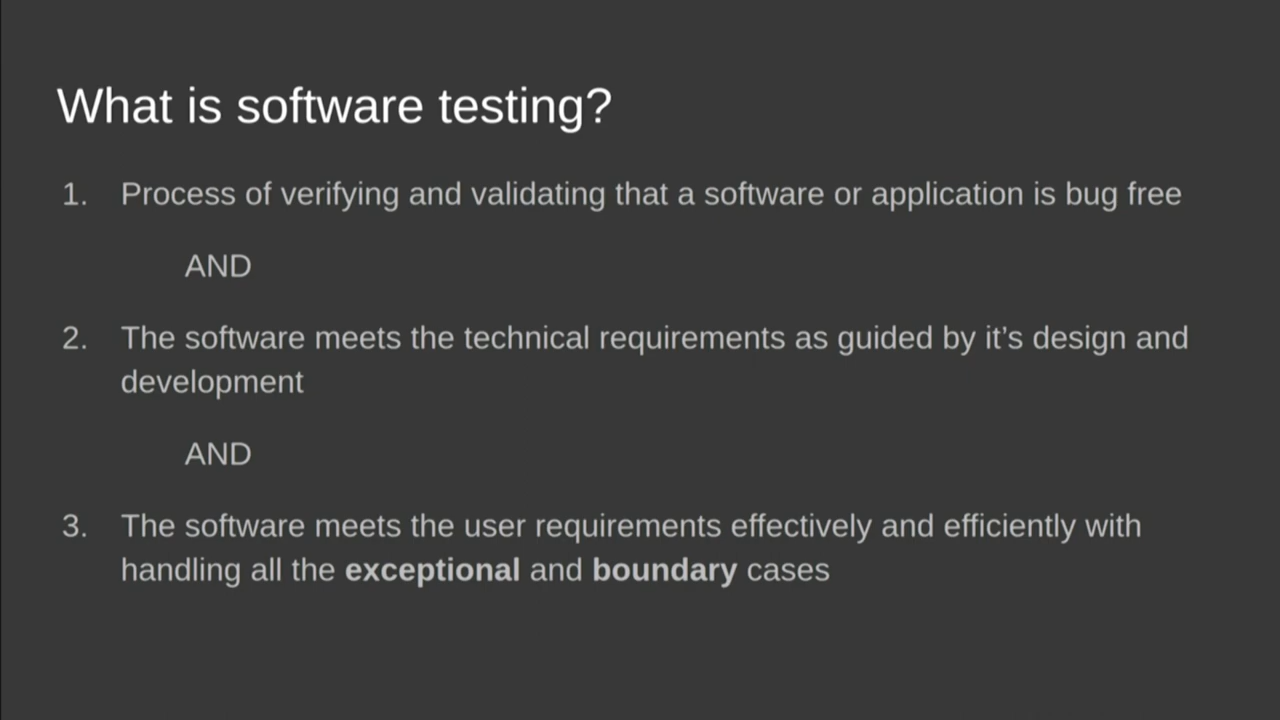 What is software testing?
1. Process of verifying and validating that a software or application is bug free
AND
2. The software meets the technical requirements as guided by it’s design and
development
AND
3. The software meets the user requirements effectively and efficiently with
handling all the exceptional and boundary cases